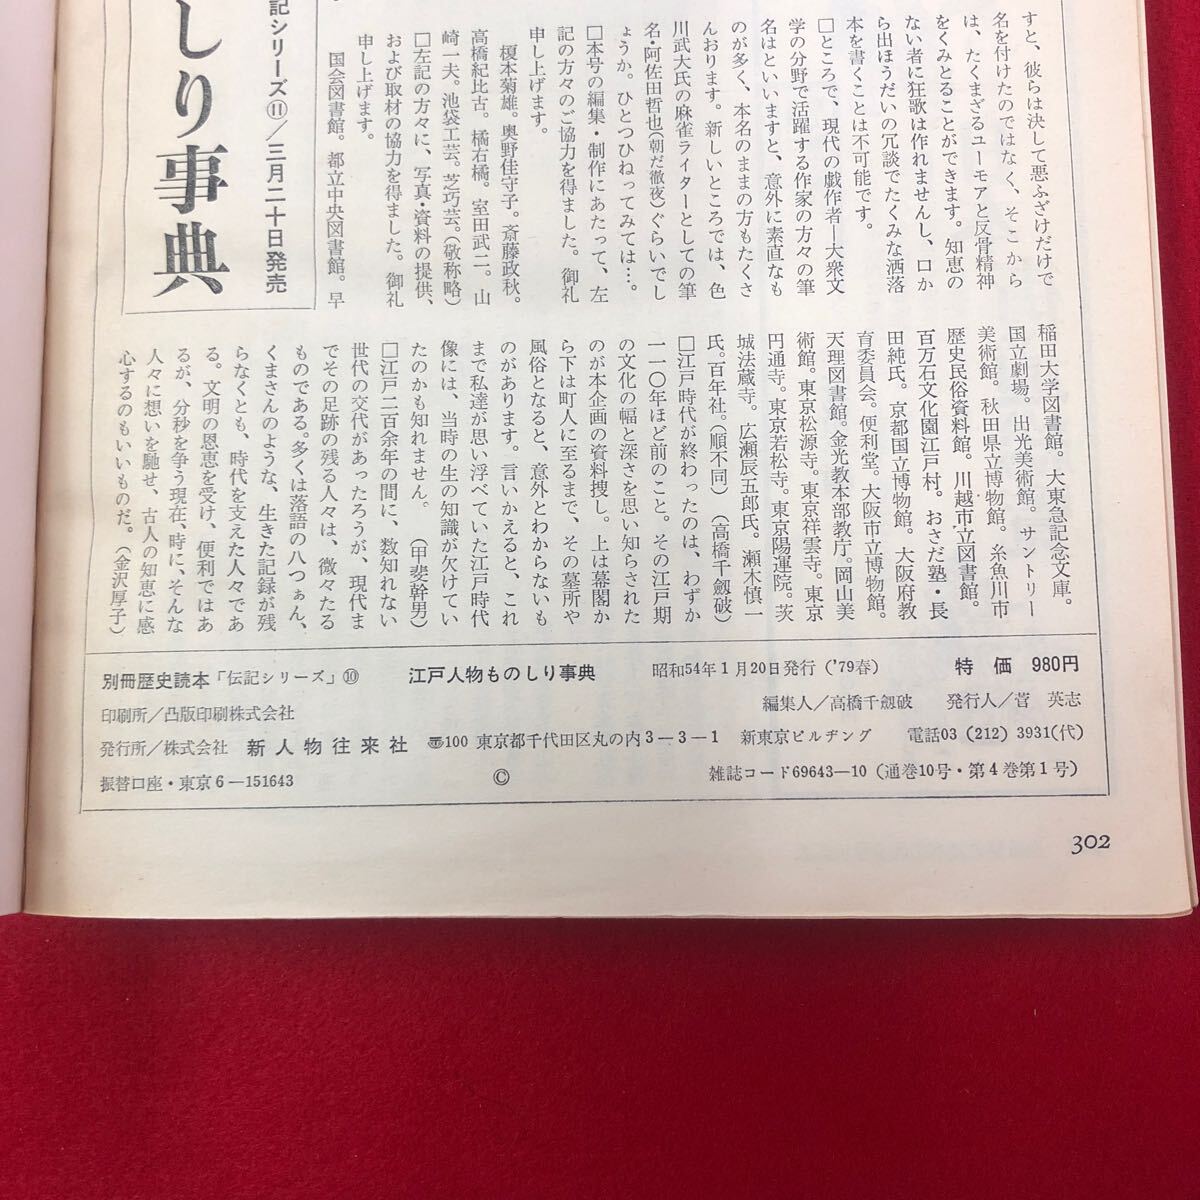 すと、彼らは決して悪ふざけだけで
名を付けたのではなく、そこから
は、たくまざるユーモアと反骨精神
をくみとることができます。知恵の
ない者に狂歌は作れませんし、口か
ら出ほうだいの冗談でたくみな洒落
本を書くことは不可能です。
□ところで、現代の戯作者―大衆文
学の分野で活躍する作家の方々の筆
名はといいますと、意外に素直なも
のが多く、本名のままの方もたくさ
んおります。新しいところでは、色
川武大氏の麻雀ライターとしての筆
名・阿佐田哲也(朝だ徹夜)ぐらいでし
ょうか。ひとつひねってみては…。
□本号の編集・制作にあたって、左
記の方々のご協力を得ました。御礼
申し上げます。
榎本菊雄。奥野佳守子。斎藤政秋。
高橋紀比古。橘右橘。室田武二。山
崎一夫。池袋工芸。芝巧芸。(敬称略)
□左記の方々に、写真・資料の提供、
および取材の協力を得ました。御礼
申し上げます。
国会図書館。都立中央図書館。早
記シリーズ⑪/三月二十日発売
しり事典
稲田大学図書館。大東急記念文庫。
国立劇場。出光美術館。サントリー
美術館。秋田県立博物館。糸魚川市
歴史民俗資料館。川越市立図書館。
百万石文化園江戸村。おさだ塾・長
田純氏。京都国立博物館。大阪府教
育委員会。便利堂。大阪市立博物館。
天理図書館。金光教本部教庁。岡山美
術館。東京松源寺。東京祥雲寺。東京
円通寺。東京若松寺。東京陽運院。茨
城法蔵寺。広瀬辰五郎氏。瀬木慎一
氏。百年社。(順不同) (高橋千劔破)
□江戸時代が終わったのは、わずか
一一〇年ほど前のこと。その江戸期
の文化の幅と深さを思い知らされた
のが本企画の資料捜し。上は幕閣か
ら下は町人に至るまで、その墓所や
風俗となると、意外とわからないも
のがあります。言いかえると、これ
まで私達が思い浮べていた江戸時代
像には、当時の生の知識が欠けてい
たのかも知れません。 (甲斐幹男)
□江戸二百余年の間に、数知れない
世代の交代があったろうが、現代ま
でその足跡の残る人々は、微々たる
ものである。多くは落語の八つぁん、
くまさんのような、生きた記録が残
らなくとも、時代を支えた人々であ
る。文明の恩恵を受け、便利ではあ
るが、分秒を争う現在、時に、そんな
人々に想いを馳せ、古人の知恵に感
心するのもいいものだ。(金沢厚子)
別冊歴史読本「伝記シリーズ」⑩ 江戸人物ものしり事典 昭和54年1月20日発行('79春) 特価 980円
印刷所/凸版印刷株式会社 編集人/高橋千劔破 発行人/菅 英志
発行所/株式会社 新人物往来社 〠100 東京都千代田区丸の内3-3-1 新東京ビルヂング 電話03(212)3931(代)
振替口座・東京6-151643 © 雑誌コード69643-10(通巻10号・第4巻第1号)
302